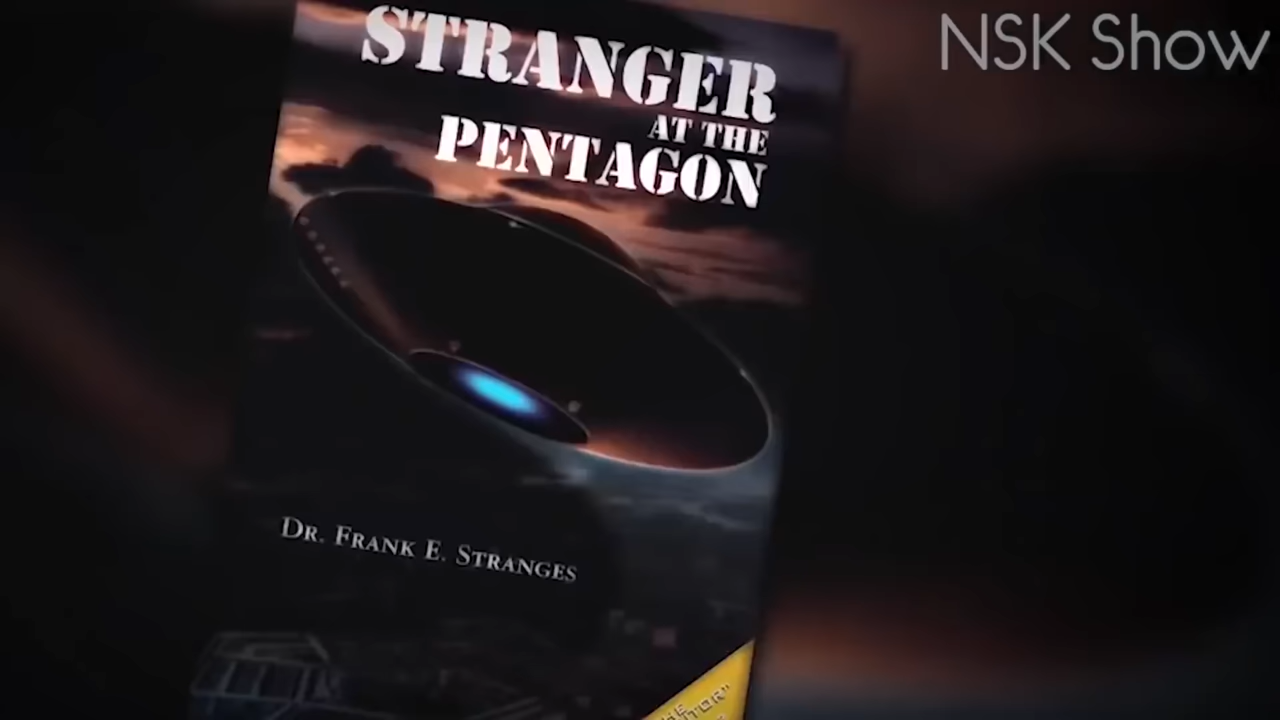 NSK Show
STRANGER
AT THE
PENTAGON
DR. FRANK E. STRANGES